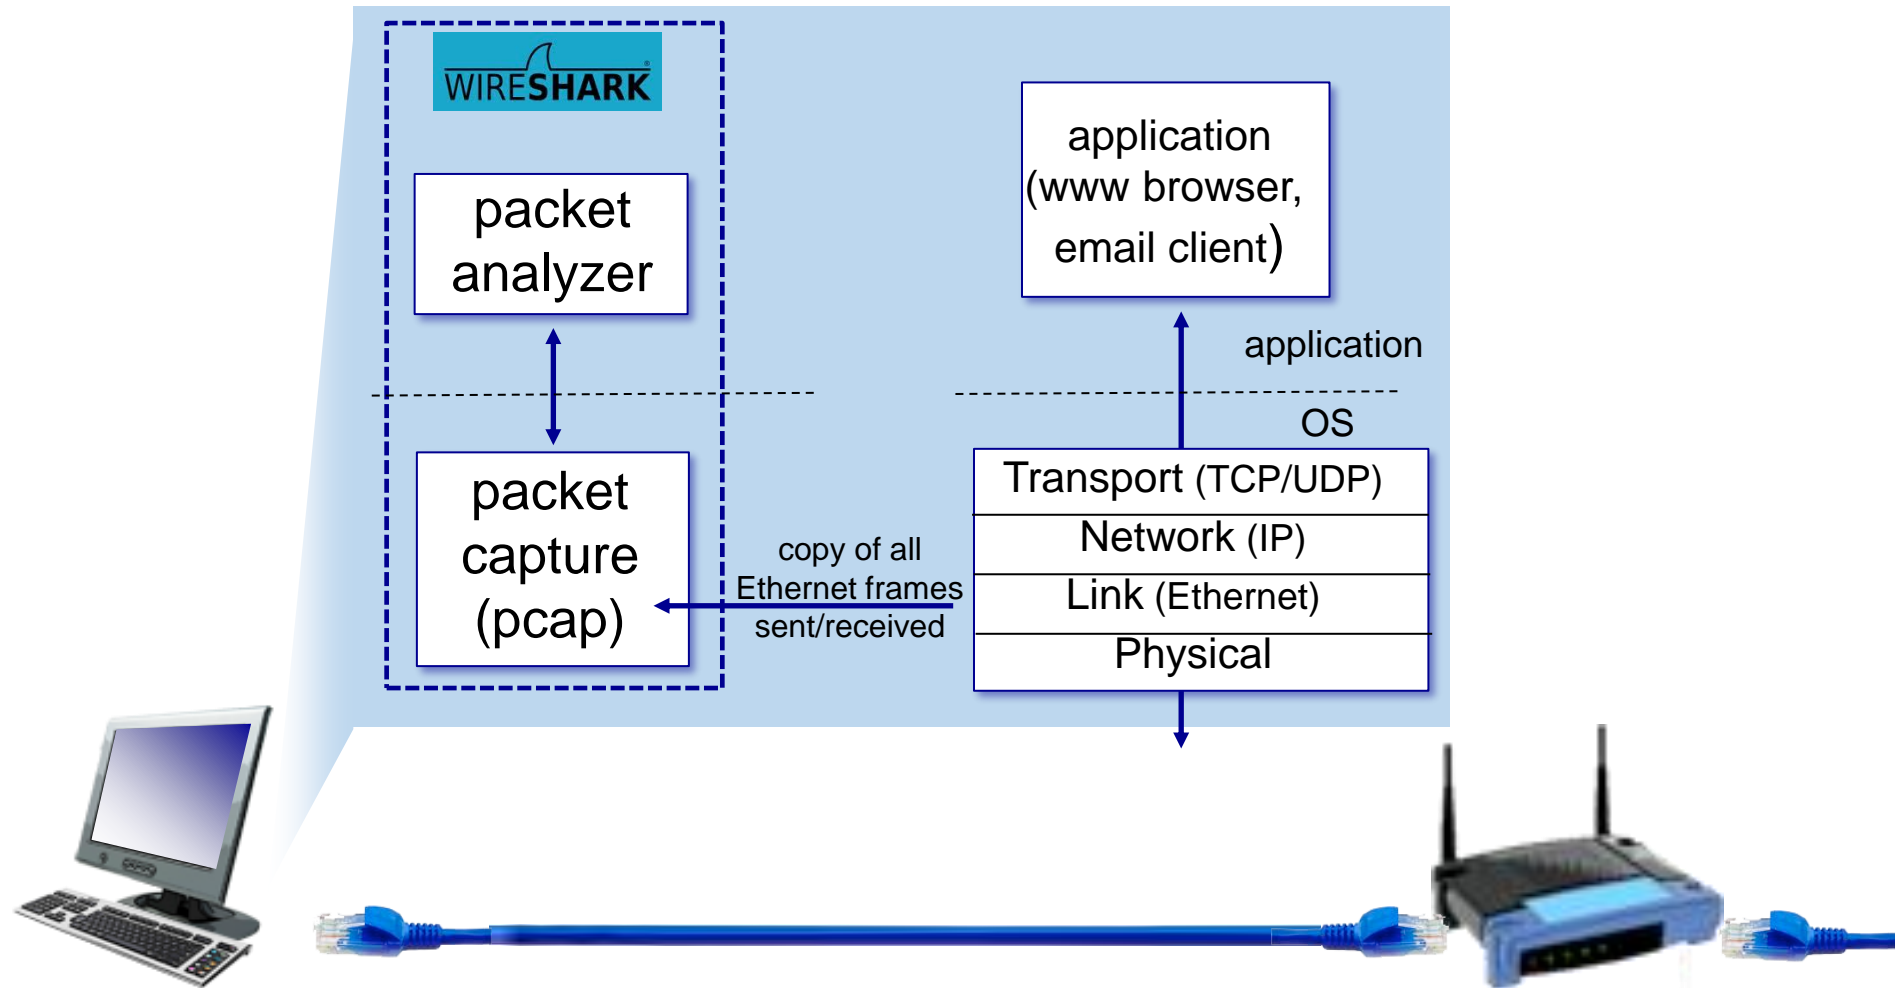 WIRESHARK
packet
analyzer
packet
capture
(pcap)
copy of all
Ethernet frames
sent/received
application
(www browser,
email client)
application
OS
Transport (TCP/UDP)
Network (IP)
Link (Ethernet)
Physical